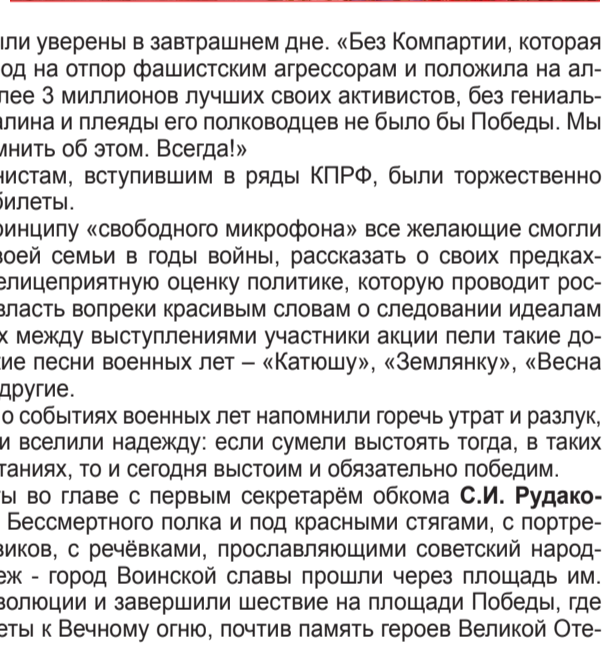 ыли уверены в завтрашнем дне. «Без Компартии, которая
од на отпор фашистским агрессорам и положила на ал-
лее 3 миллионов лучших своих активистов, без гениаль-
алина и плеяды его полководцев не было бы Победы. Мы
мнить об этом. Всегда!»
нистам, вступившим в ряды КПРФ, были торжественно
билеты.
ринципу «свободного микрофона» все желающие смогли
воей семьи в годы войны, рассказать о своих предках-
елицеприятную оценку политике, которую проводит рос-
власть вопреки красивым словам о следовании идеалам
х между выступлениями участники акции пели такие до-
кие песни военных лет – «Катюшу», «Землянку», «Весна
другие.
о событиях военных лет напомнили горечь утрат и разлук,
и вселили надежду: если сумели выстоять тогда, в таких
таниях, то и сегодня выстоим и обязательно победим.
ты во главе с первым секретарём обкома С.И. Рудако-
Бессмертного полка и под красными стягами, с портре-
виков, с речёвками, прославляющими советский народ-
еж - город Воинской славы прошли через площадь им.
волюции и завершили шествие на площади Победы, где
еты к Вечному огню, почтив память героев Великой Оте-